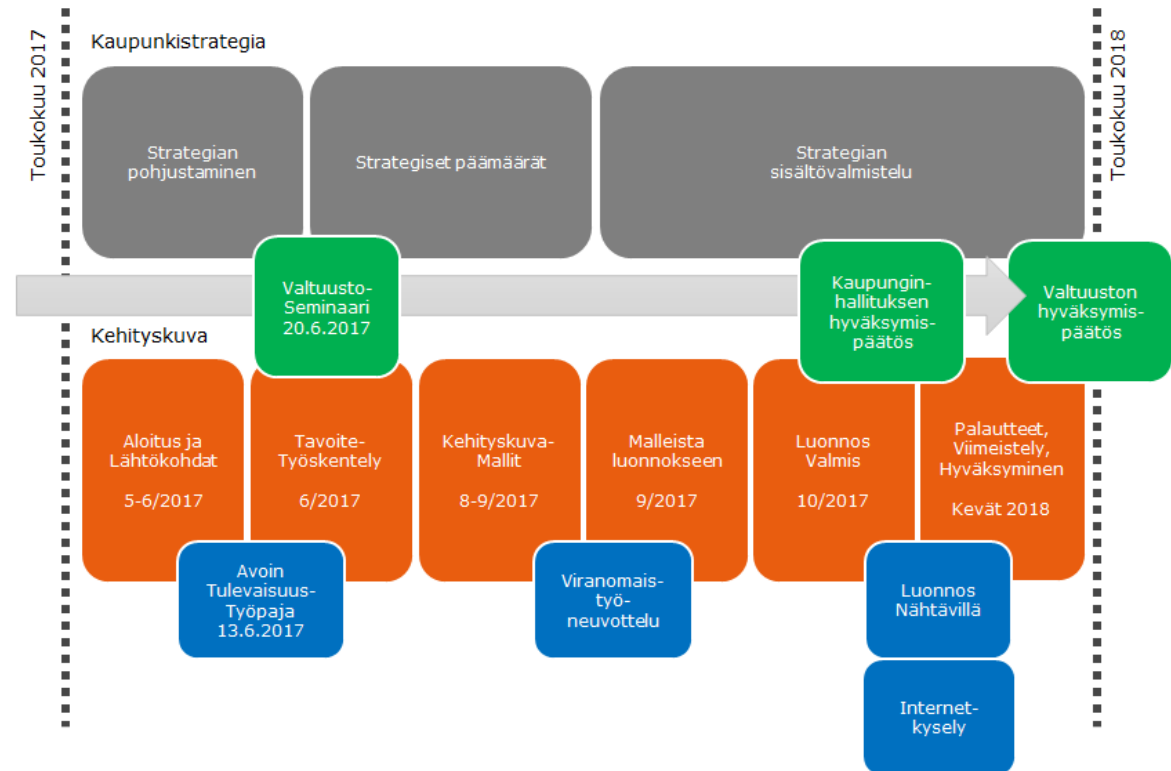 Toukokuu 2017
Kaupunkistrategia
Toukokuu 2018
Strategian
pohjustaminen
Strategiset päämäärät
Strategian
sisältövalmistelu
Valtuusto-
Seminaari
20.6.2017
Kaupungin-
hallituksen
hyväksymis-
päätös
Valtuuston
hyväksymis-
päätös
Kehityskuva
Aloitus ja
Lähtökohdat
5-6/2017
Tavoite-
Työskentely
6/2017
Kehityskuva-
Mallit
8-9/2017
Malleista
luonnokseen
9/2017
Luonnos
Valmis
10/2017
Palautteet,
Viimeistely,
Hyväksyminen
Kevät 2018
Avoin
Tulevaisuus-
Työpaja
13.6.2017
Viranomais-
työ-
neuvottelu
Luonnos
Nähtävillä
Internet-
kysely